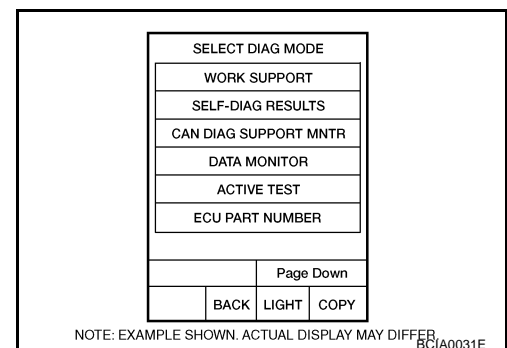 SELECT DIAG MODE
WORK SUPPORT
SELF-DIAG RESULTS
CAN DIAG SUPPORT MNTR
DATA MONITOR
ACTIVE TEST
ECU PART NUMBER
Page Down
BACK LIGHT COPY
NOTE: EXAMPLE SHOWN. ACTUAL DISPLAY MAY DIFFER.
BCIA0031E